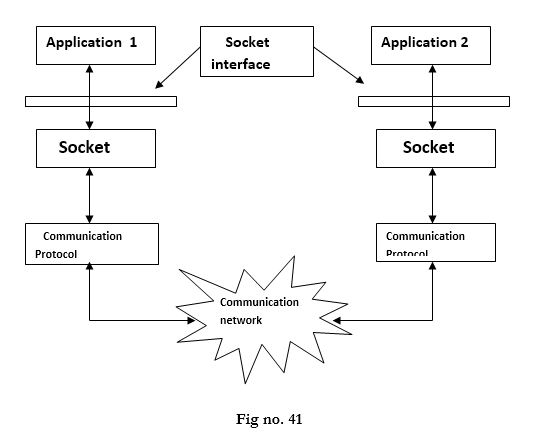 Application 1
Socket
interface
Application 2
Socket
Socket
Communication
Protocol
Communication
Protocol
Communication
network
Fig no. 41